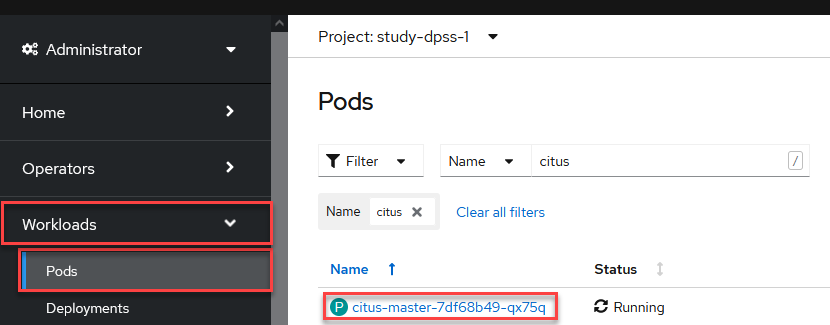 Administrator
Home
Operators
Workloads
Pods
Deployments
Project: study-dpss-1
Pods
Filter Name citus /
Name citus Clear all filters
Name Status
P citus-master-7df68b49-qx75q Running